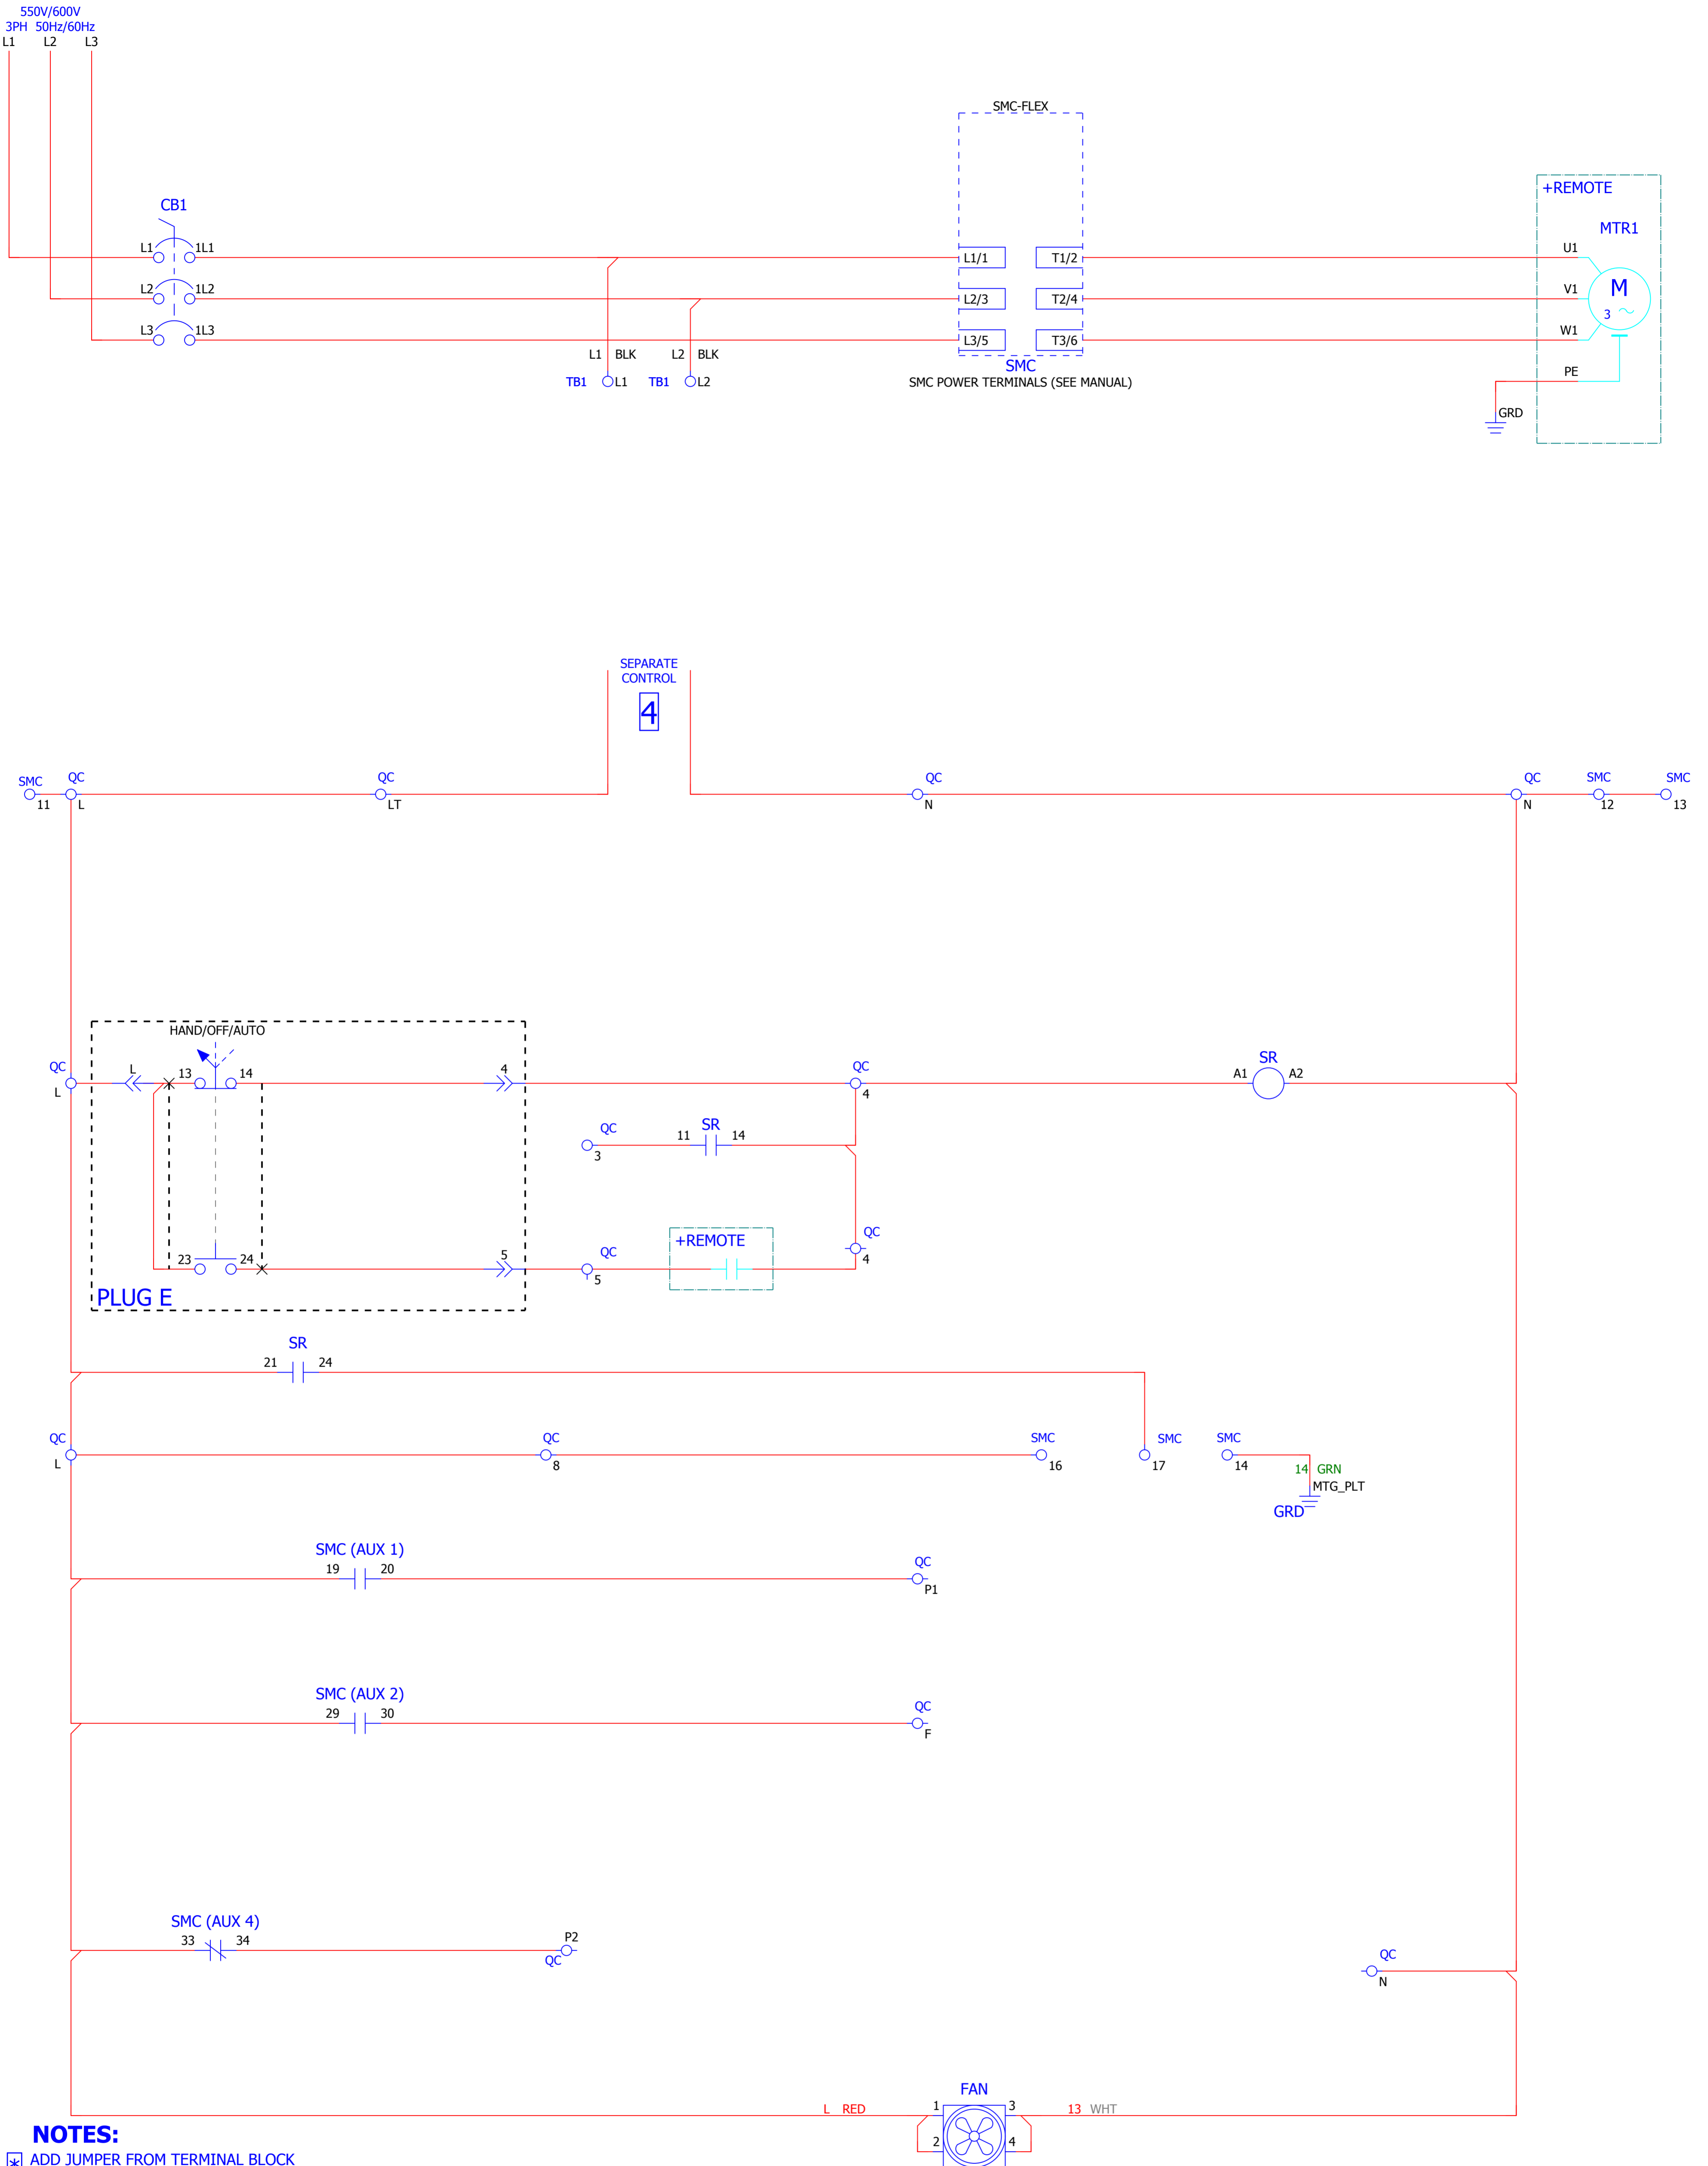 550V/600V
3PH 50Hz/60Hz
L1 L2 L3
SMC-FLEX
+REMOTE
CB1
MTR1
L1 1L1 L1/1 T1/2 U1
L2 1L2 L2/3 T2/4 V1
M
3
L3 1L3 L3/5 T3/6 W1
L1 BLK L2 BLK
SMC
TB1 L1 TB1 L2
SMC POWER TERMINALS (SEE MANUAL)
PE
GRD
SEPARATE
CONTROL
4
SMC QC QC QC QC SMC SMC
11 L LT N N 12 13
HAND/OFF/AUTO
QC L 13 14 4 QC SR
L 4 A1 A2
QC SR
3 11 14
QC
4
+REMOTE
23 24 5 QC
5
PLUG E
SR
21 24
QC QC SMC SMC SMC
L 8 16 17 14
14 GRN
MTG_PLT
GRD
SMC (AUX 1)
19 20 QC
P1
SMC (AUX 2)
29 30 QC
F
SMC (AUX 4)
33 34 P2
QC
QC
N
FAN
L RED 1 3 13 WHT
2 4
NOTES:
* ADD JUMPER FROM TERMINAL BLOCK